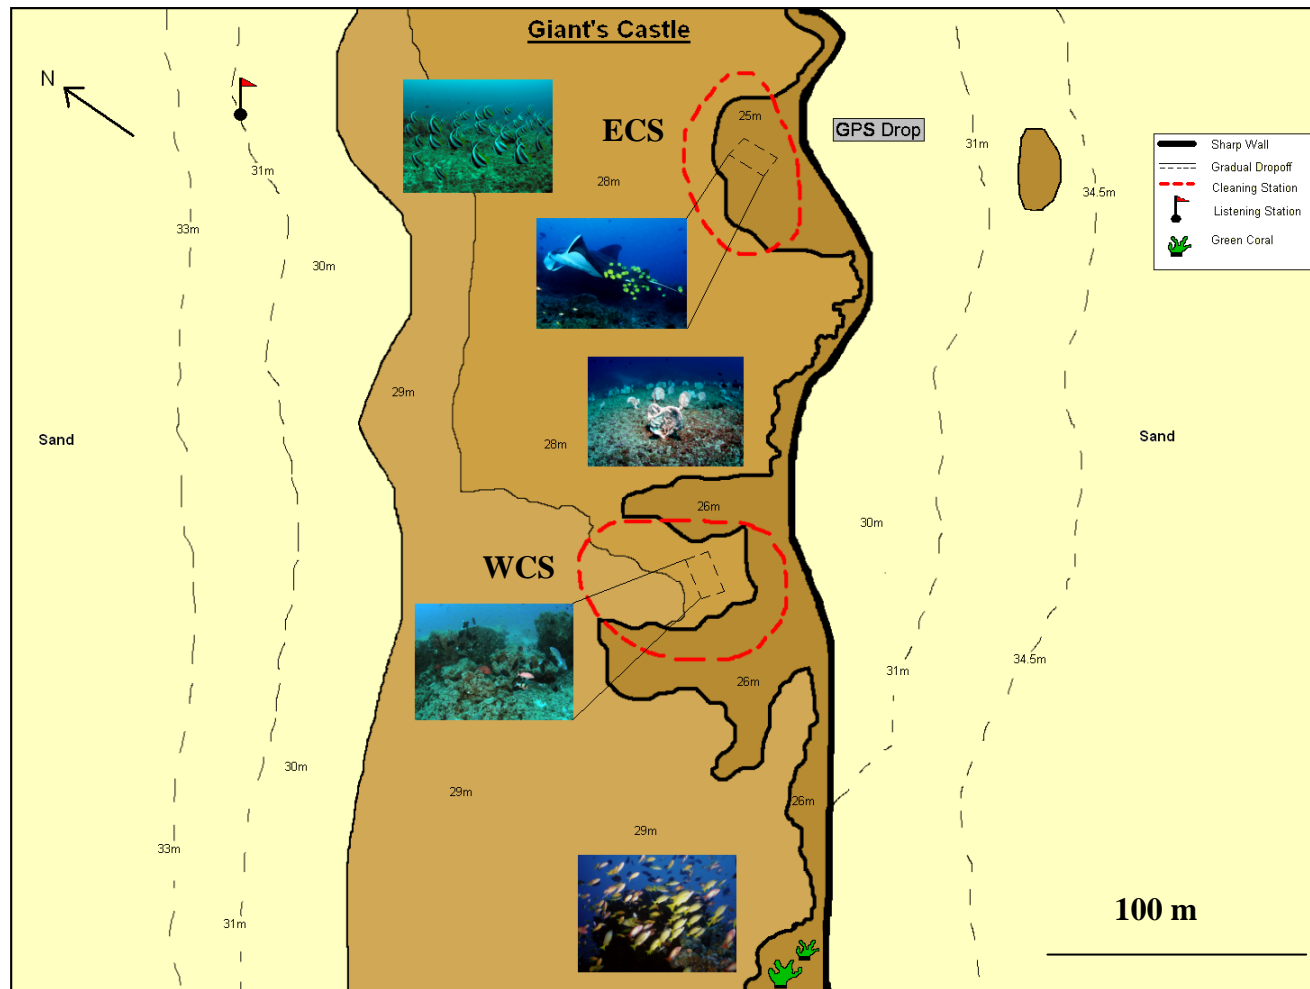 Giant's Castle
N
ECS
25m
GPS Drop
31m
34.5m
Sharp Wall
Gradual Dropoff
Cleaning Station
Listening Station
Green Coral
31m
28m
33m
30m
29m
Sand
28m
Sand
26m
30m
WCS
31m
34.5m
26m
30m
29m
26m
29m
33m
31m
100 m